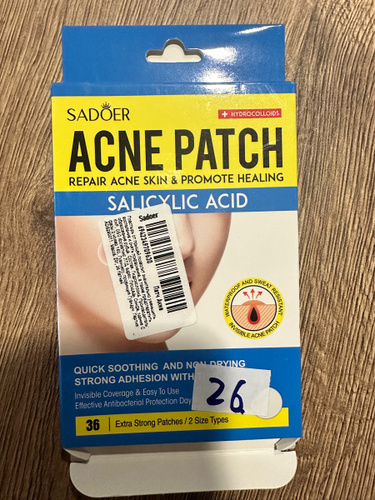 SADOER
HYDROCOLLOIDS
ACNE PATCH
REPAIR ACNE SKIN & PROMOTE HEALING
SALICYLIC ACID
Sadoer
Патч Акне
WATERPROOF AND SWEAT RESISTANT
INVISIBLE ACNE PATCH
QUICK SOOTHING AND NON-DRYING
STRONG ADHESION WITH
26
Invisible Coverage & Easy To Use
Effective Antibacterial Protection Day
36 Extra Strong Patches / 2 Size Types